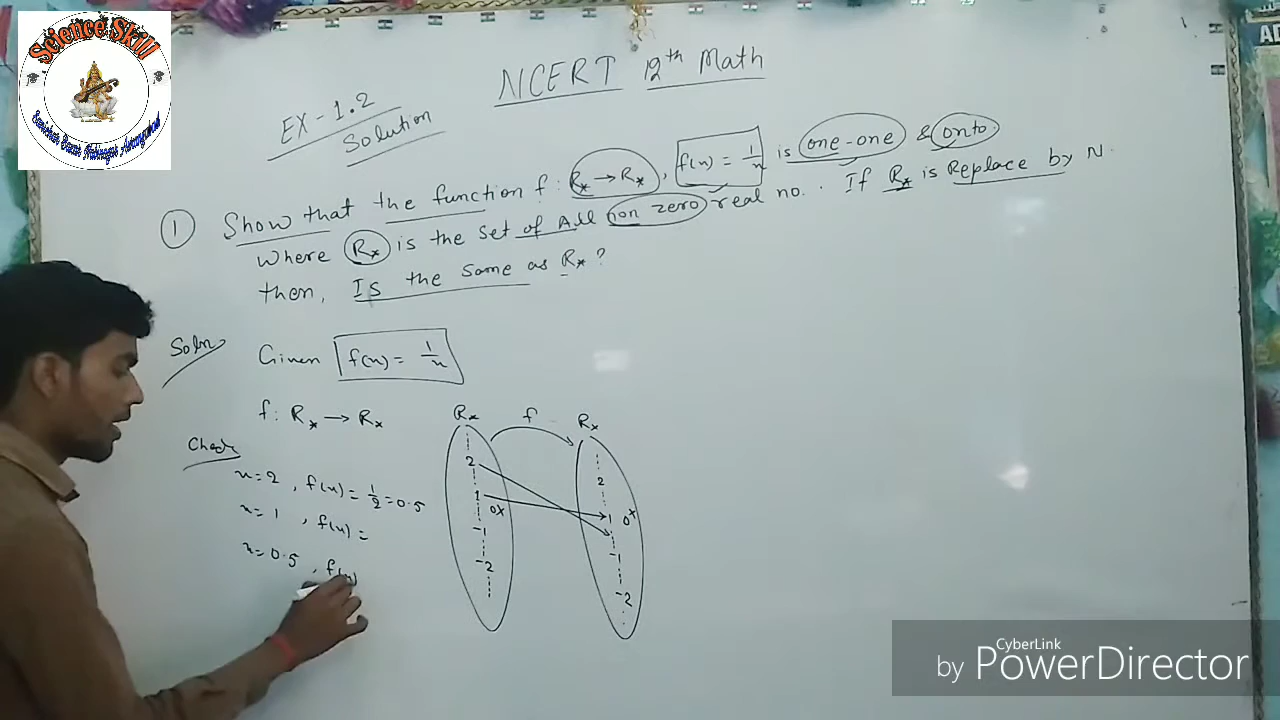 Science Skill
NCERT 12th Math
EX - 1.2
Solution
① Show that the function f : R* → R*, f(x) = 1/x is one-one & onto
Where R* is the set of All non zero real no. . If R* is Replace by N.
then, Is the same as R* ?
Soln
Given f(x) = 1/x
f : R* → R*
Check
x = 2 , f(x) = 1/2 = 0.5
x = 1 , f(x) =
x = 0.5 , f(x)
R* f R*
2 2
1 0x 1 0x
-1 -1
-2 -2
AD
CyberLink
by PowerDirector